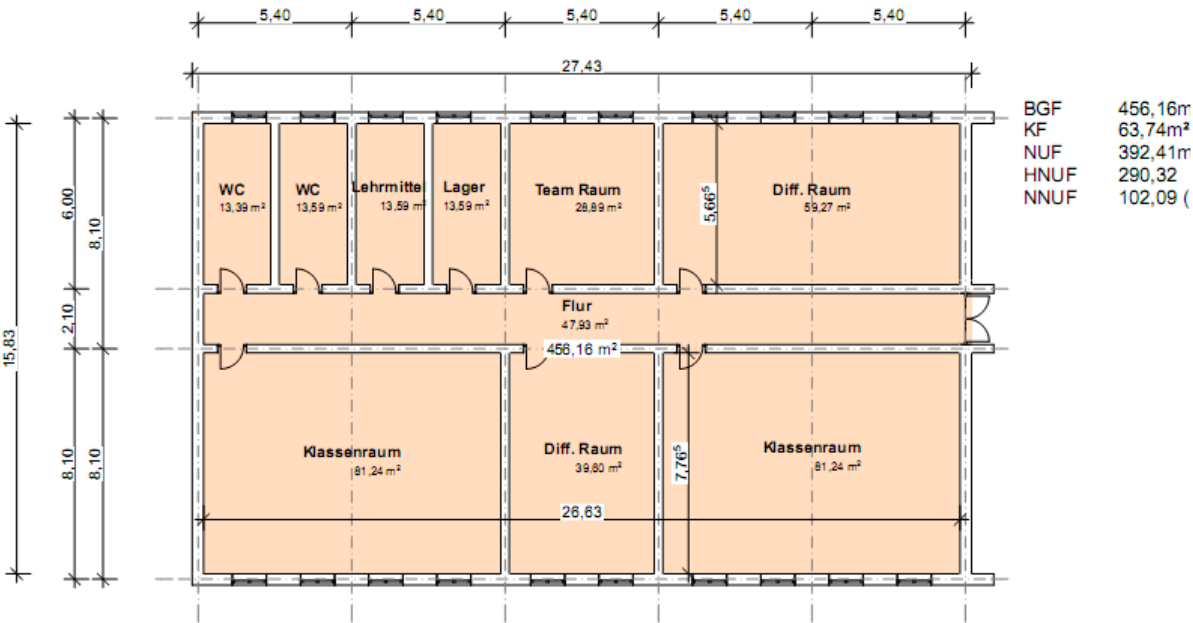 5,40 5,40 5,40 5,40 5,40
27,43
BGF 456,16m
KF 63,74m²
NUF 392,41m
HNUF 290,32
NNUF 102,09 (
WC
13,39 m²
WC
13,59 m²
Lehrmittel
13,59 m²
Lager
13,59 m²
Team Raum
28,89 m²
Diff. Raum
59,27 m²
5,66⁵
6,00
8,10
2,10
15,83
Flur
47,93 m²
456,16 m²
Klassenraum
81,24 m²
Diff. Raum
39,60 m²
Klassenraum
81,24 m²
7,76⁵
8,10
8,10
26,63